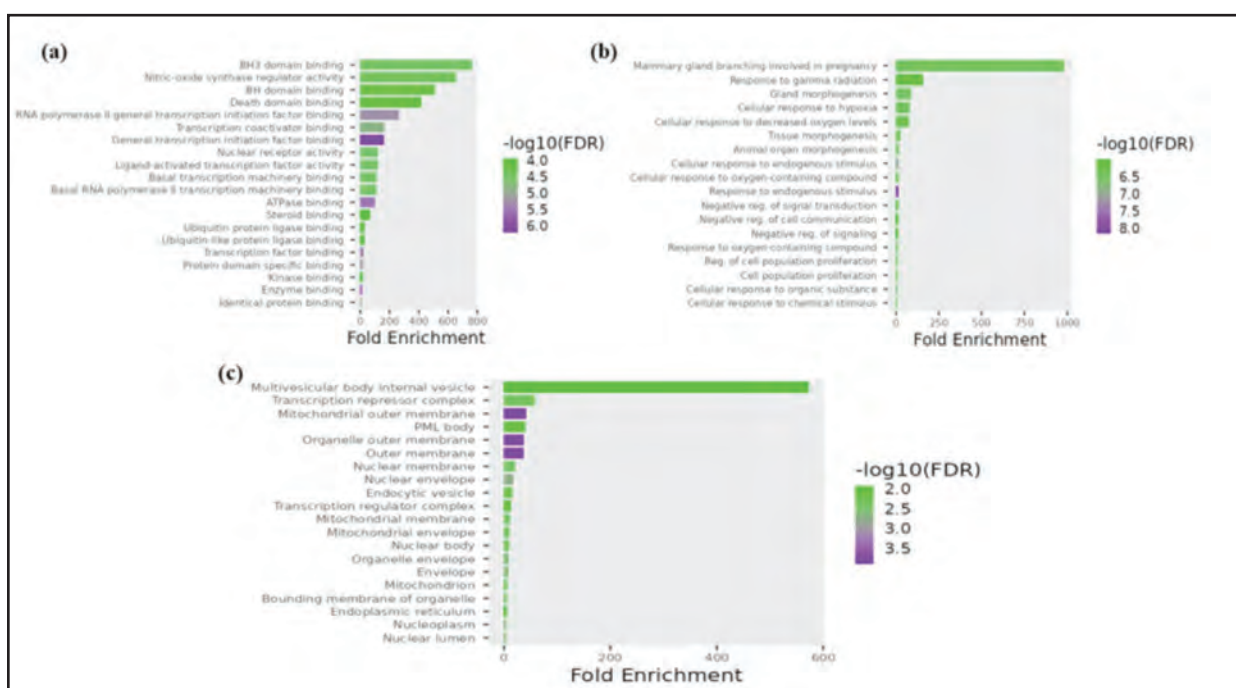 (a)
BH3 domain binding
Nitric-oxide synthase regulator activity
BH domain binding
Death domain binding
RNA polymerase II general transcription initiation factor binding
Transcription coactivator binding
General transcription initiation factor binding
Nuclear receptor activity
Ligand-activated transcription factor activity
Basal transcription machinery binding
Basal RNA polymerase II transcription machinery binding
ATPase binding
Steroid binding
Ubiquitin protein ligase binding
Ubiquitin-like protein ligase binding
Transcription factor binding
Protein domain specific binding
Kinase binding
Enzyme binding
Identical protein binding
0 200 400 600 800
Fold Enrichment
-log10(FDR)
4.0
4.5
5.0
5.5
6.0
(b)
Mammary gland branching involved in pregnancy
Response to gamma radiation
Gland morphogenesis
Cellular response to hypoxia
Cellular response to decreased oxygen levels
Tissue morphogenesis
Animal organ morphogenesis
Cellular response to endogenous stimulus
Cellular response to oxygen-containing compound
Response to endogenous stimulus
Negative reg. of signal transduction
Negative reg. of cell communication
Negative reg. of signaling
Response to oxygen-containing compound
Reg. of cell population proliferation
Cell population proliferation
Cellular response to organic substance
Cellular response to chemical stimulus
0 250 500 750 1000
Fold Enrichment
-log10(FDR)
6.5
7.0
7.5
8.0
(c)
Multivesicular body internal vesicle
Transcription repressor complex
Mitochondrial outer membrane
PML body
Organelle outer membrane
Outer membrane
Nuclear membrane
Nuclear envelope
Endocytic vesicle
Transcription regulator complex
Mitochondrial membrane
Mitochondrial envelope
Nuclear body
Organelle envelope
Envelope
Mitochondrion
Bounding membrane of organelle
Endoplasmic reticulum
Nucleoplasm
Nuclear lumen
0 200 400 600
Fold Enrichment
-log10(FDR)
2.0
2.5
3.0
3.5